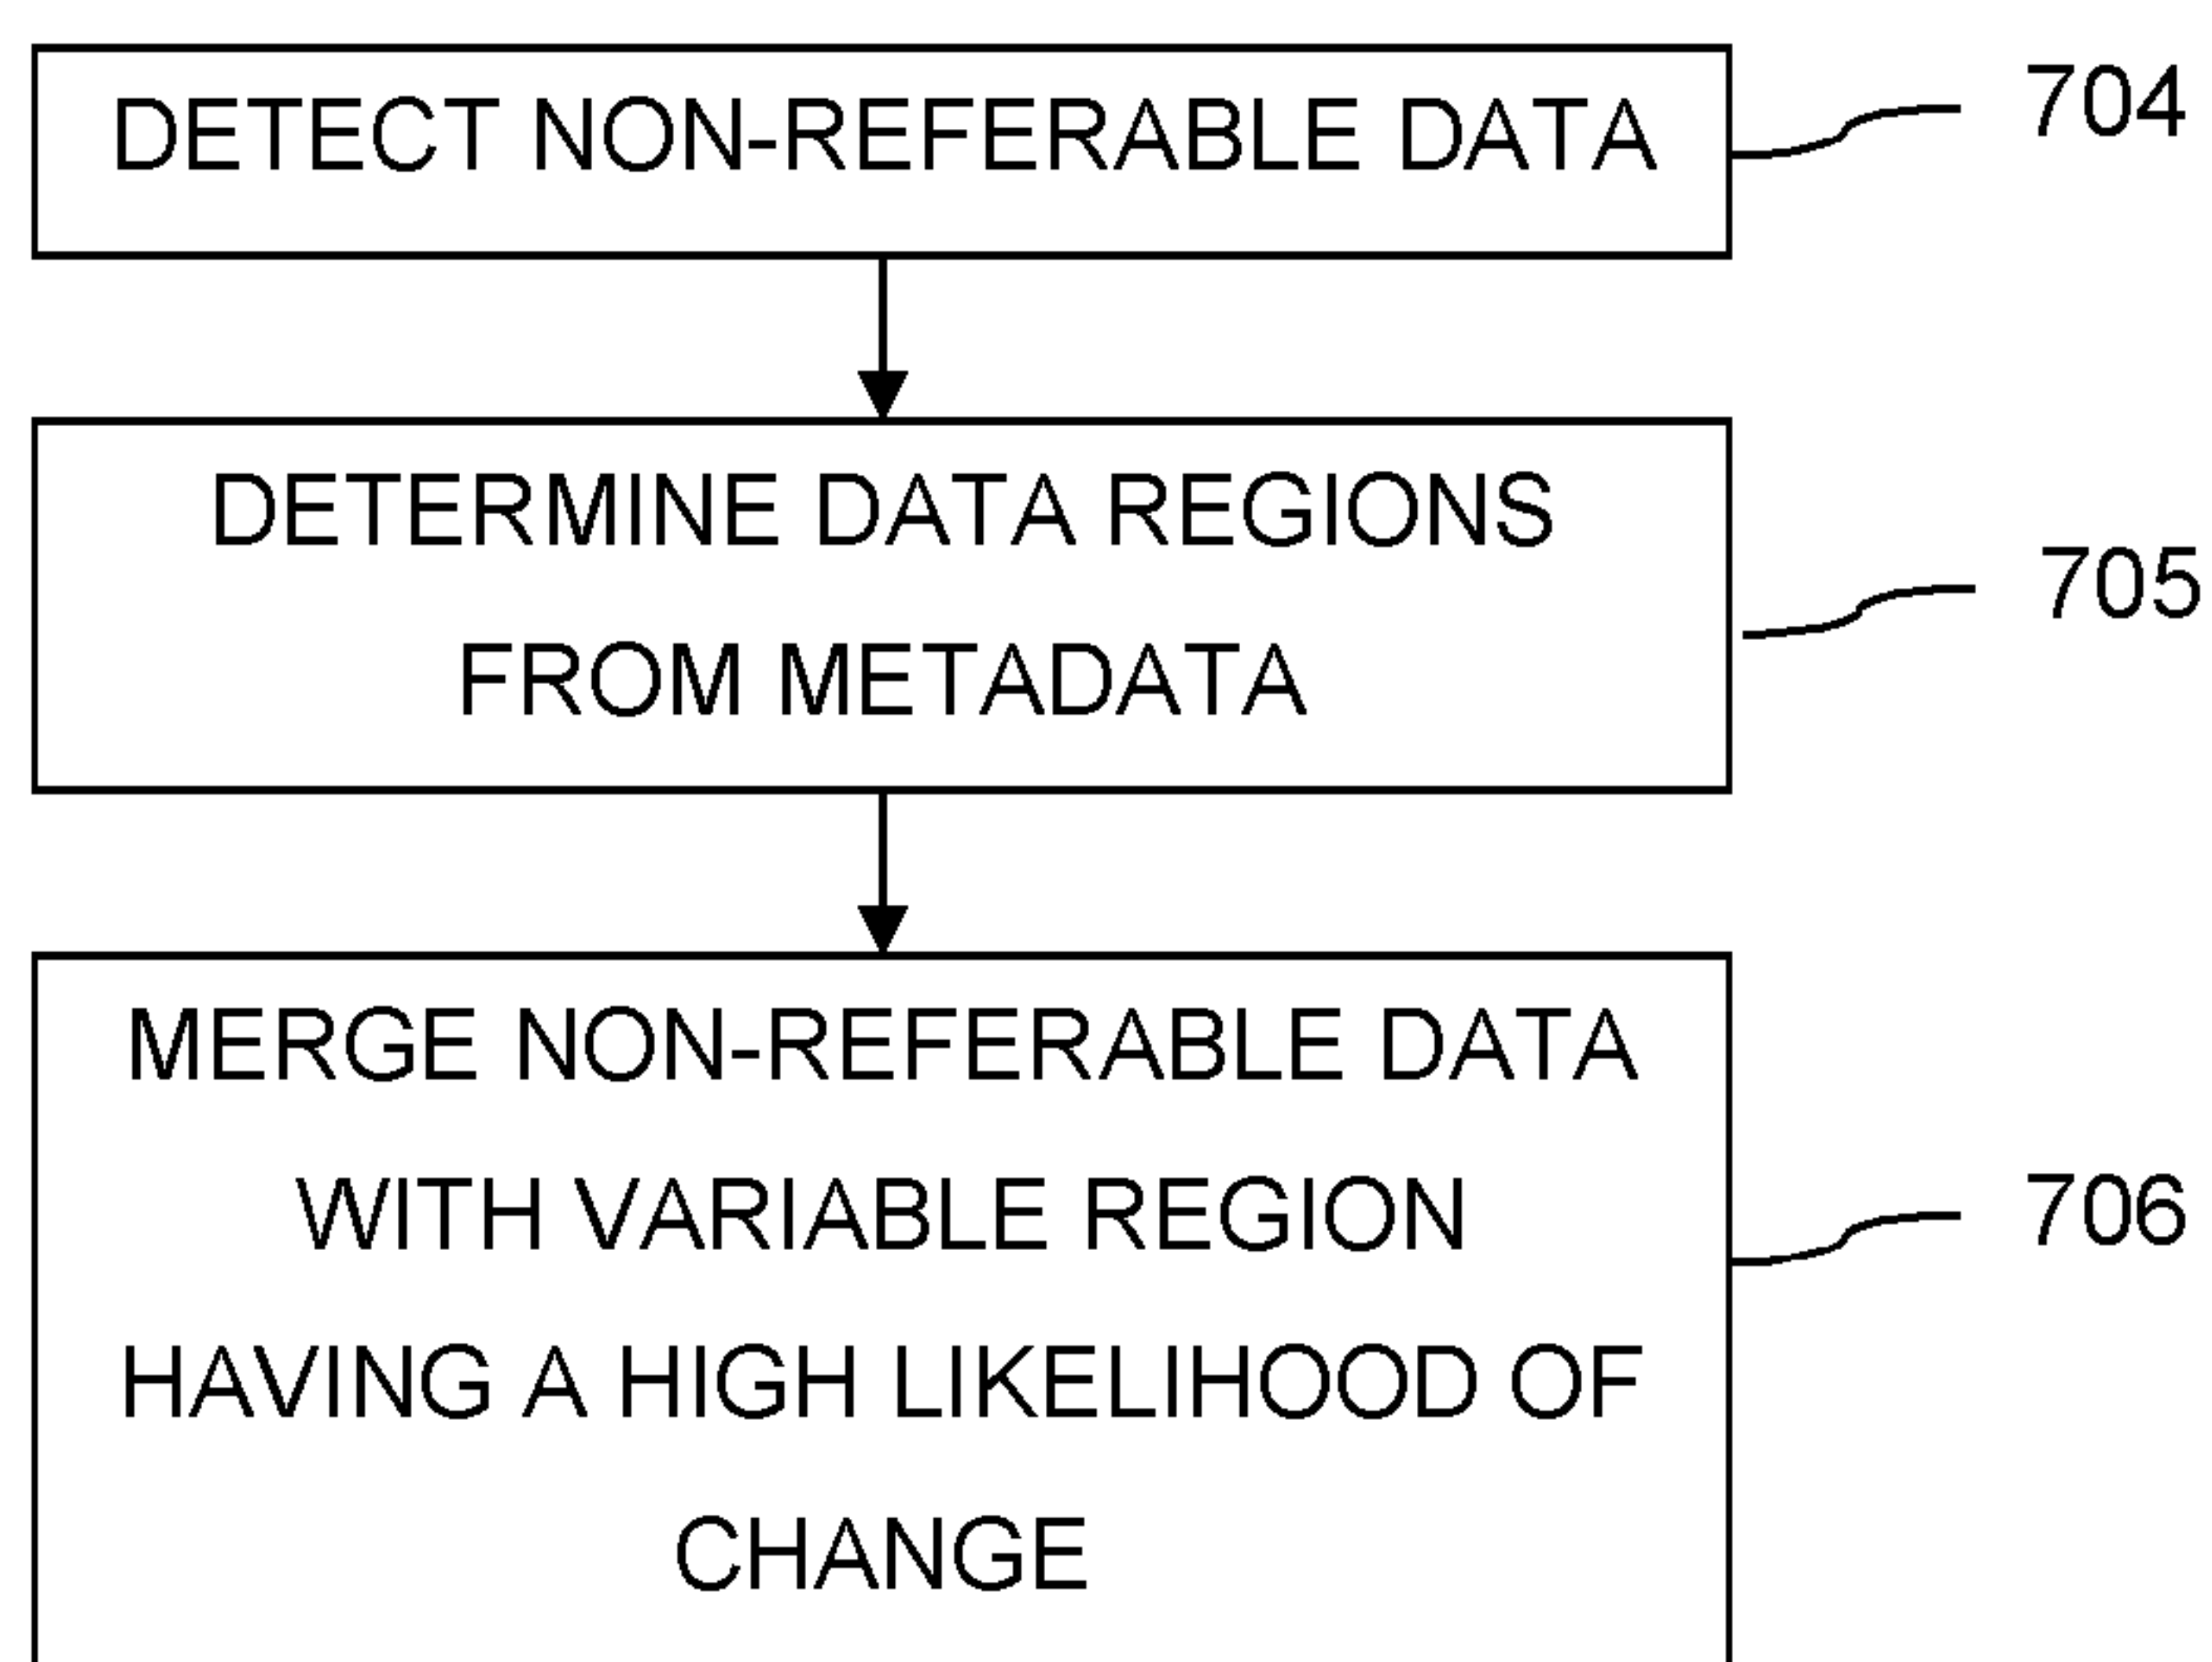 DETECT NON-REFERABLE DATA
704
DETERMINE DATA REGIONS
FROM METADATA
705
MERGE NON-REFERABLE DATA
WITH VARIABLE REGION
HAVING A HIGH LIKELIHOOD OF
CHANGE
706